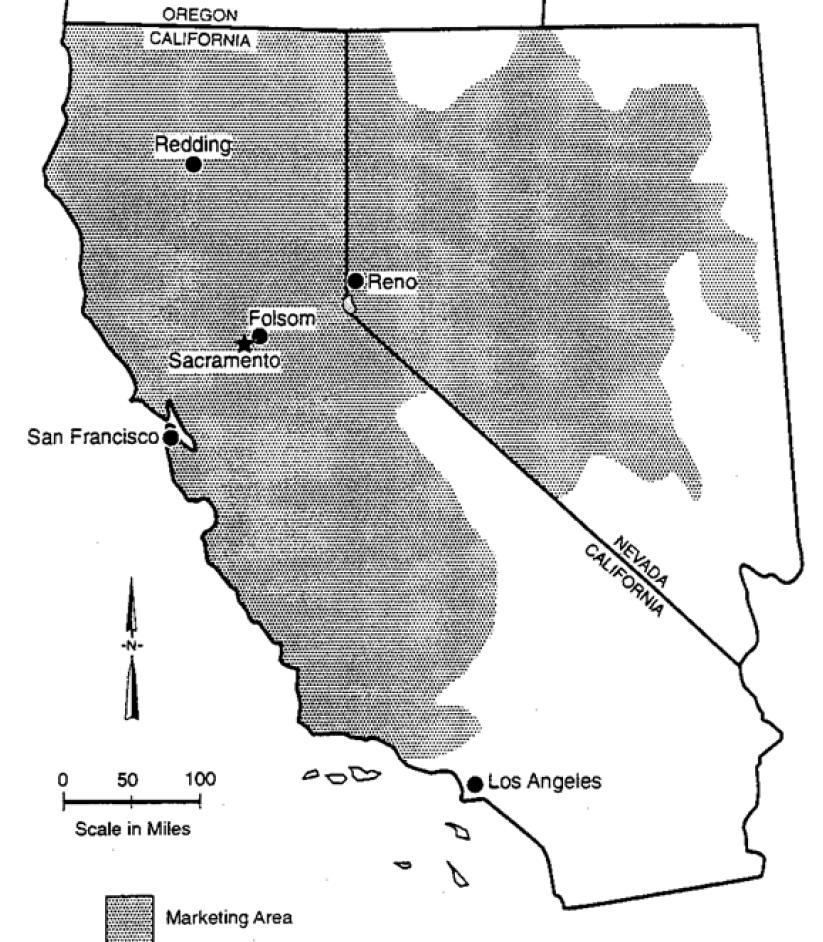 OREGON
CALIFORNIA
Redding
Reno
Folsom
Sacramento
San Francisco
NEVADA
CALIFORNIA
-N-
0 50 100
Scale in Miles
Los Angeles
Marketing Area